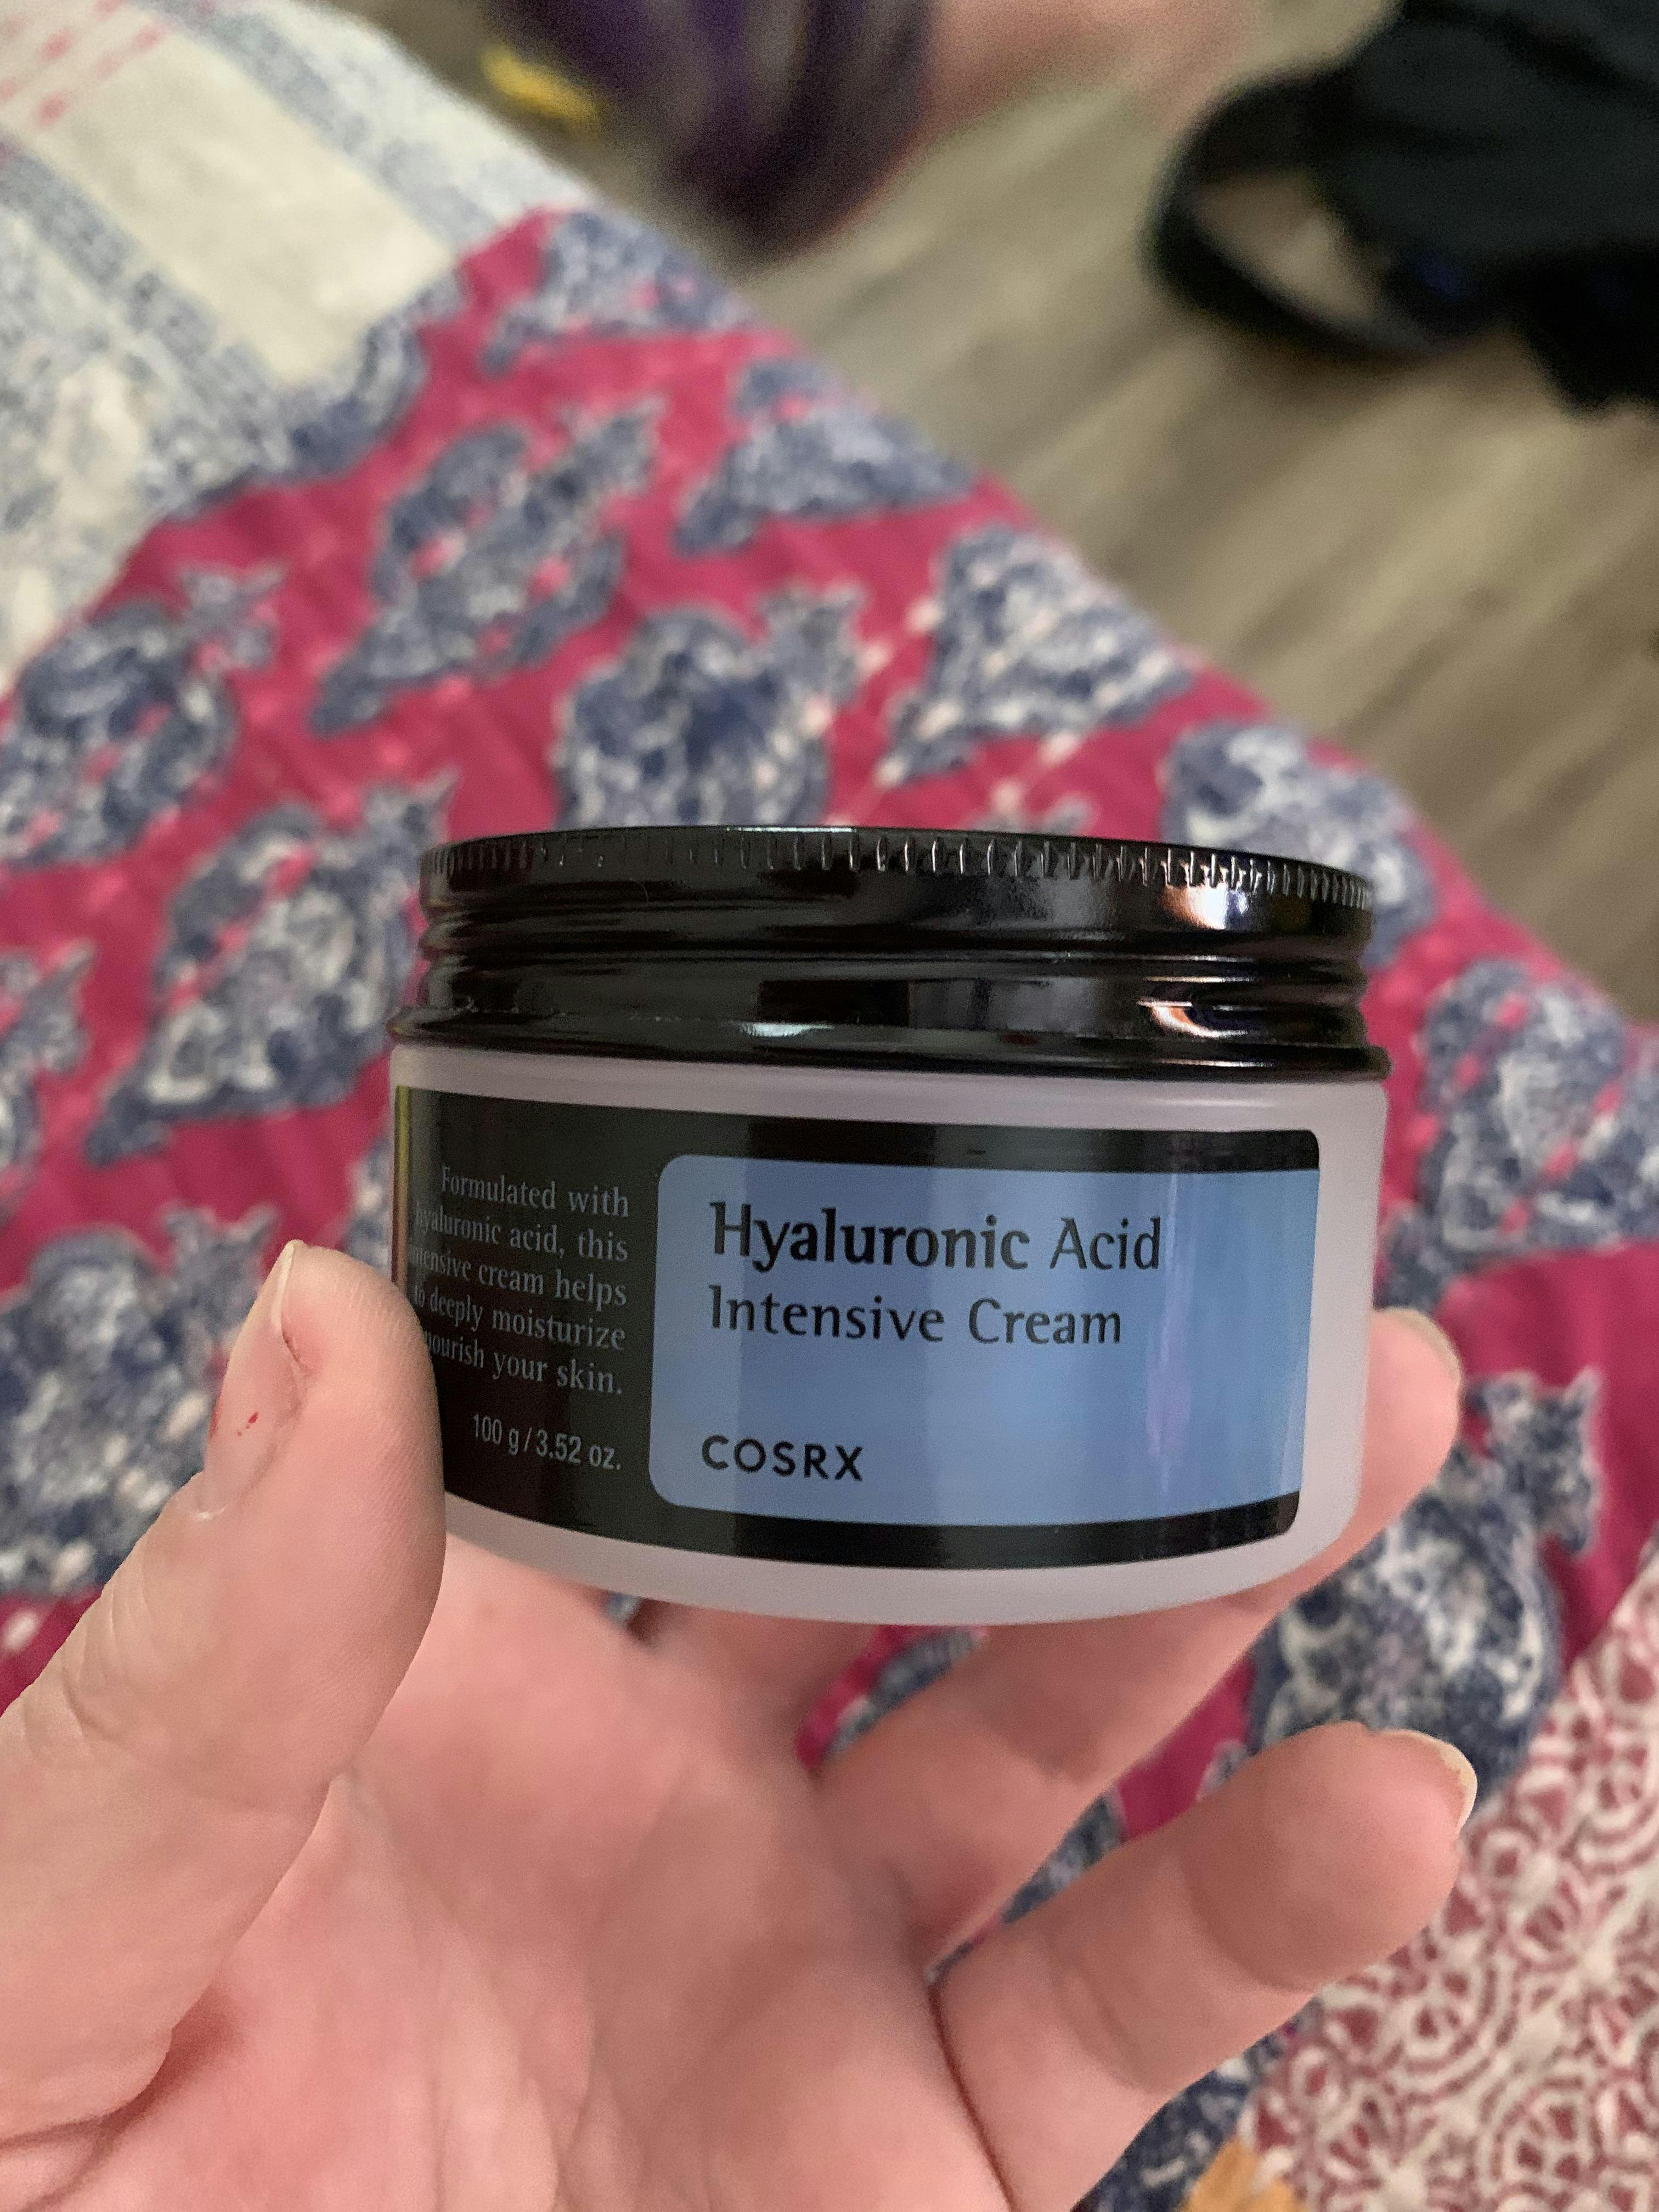 Formulated with
hyaluronic acid, this
intensive cream helps
to deeply moisturize
nourish your skin.
100 g / 3.52 oz.
Hyaluronic Acid
Intensive Cream
COSRX